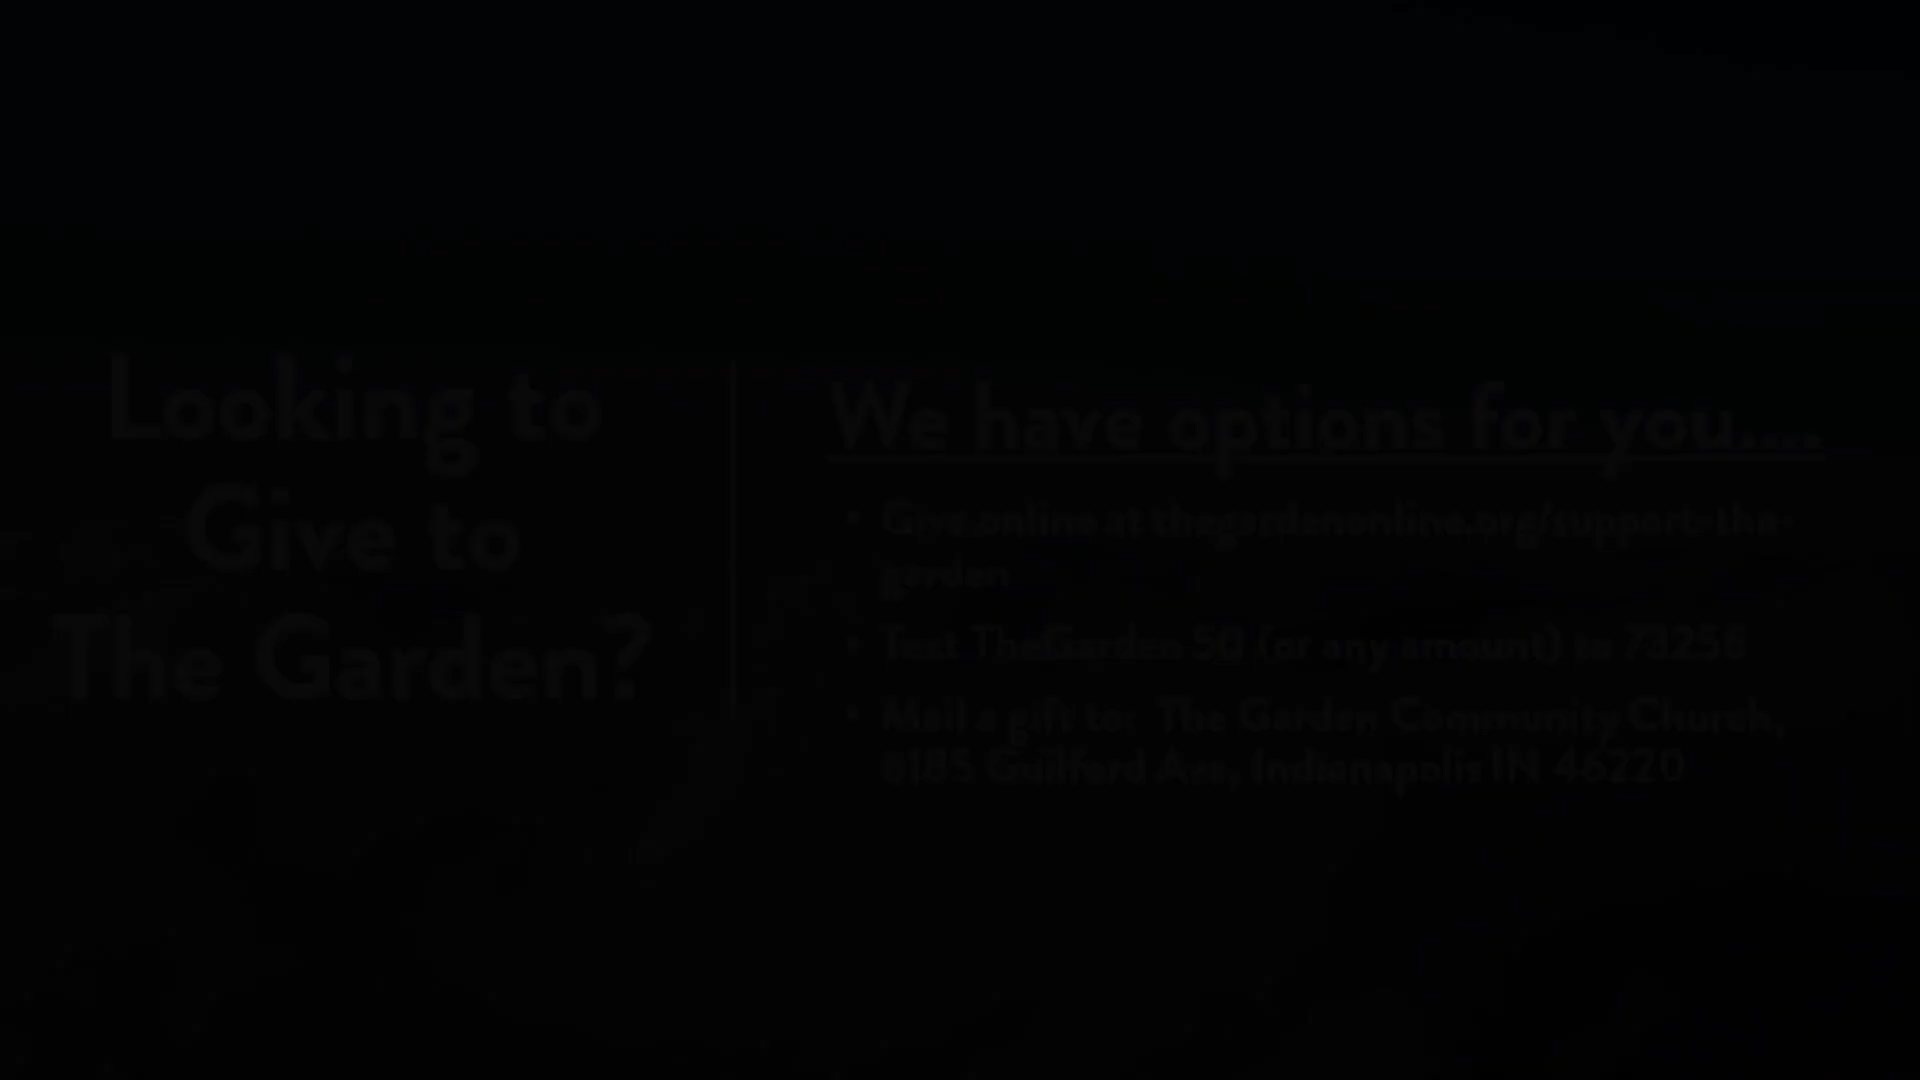 Looking to
Give to
The Garden?
We have options for you....
• Give online at thegardenonline.org/support-the-
garden
• Text TheGarden 50 (or any amount) to 73256
• Mail a gift to: The Garden Community Church,
Guilford Ave, Indianapolis IN 46220